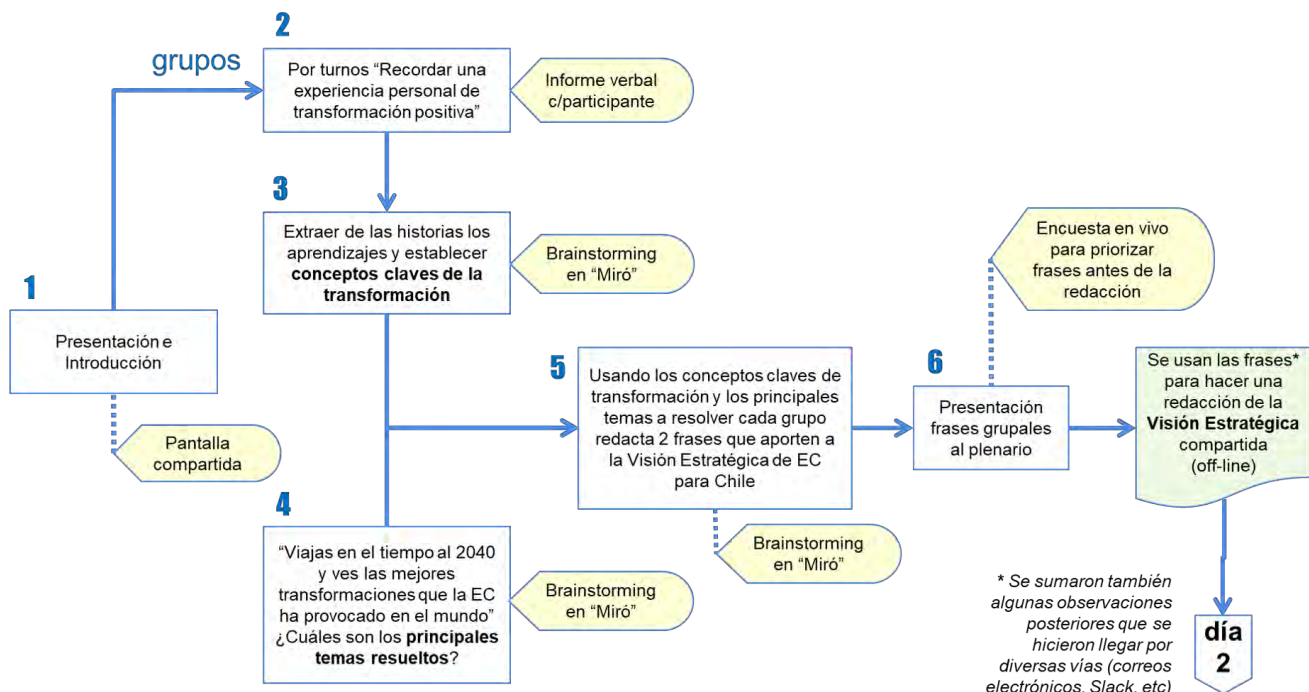 1
Presentación e
Introducción
Pantalla
compartida
grupos
2
Por turnos “Recordar una
experiencia personal de
transformación positiva”
Informe verbal
c/participante
3
Extraer de las historias los
aprendizajes y establecer
conceptos claves de la
transformación
Brainstorming
en “Miró”
4
“Viajas en el tiempo al 2040
y ves las mejores
transformaciones que la EC
ha provocado en el mundo”
¿Cuáles son los principales
temas resueltos?
Brainstorming
en “Miró”
5
Usando los conceptos claves de
transformación y los principales
temas a resolver cada grupo
redacta 2 frases que aporten a
la Visión Estratégica de EC
para Chile
Brainstorming
en “Miró”
6
Presentación
frases grupales
al plenario
Encuesta en vivo
para priorizar
frases antes de la
redacción
Se usan las frases*
para hacer una
redacción de la
Visión Estratégica
compartida
(off-line)
* Se sumaron también
algunas observaciones
posteriores que se
hicieron llegar por
diversas vías (correos
electrónicos, Slack, etc)
día
2